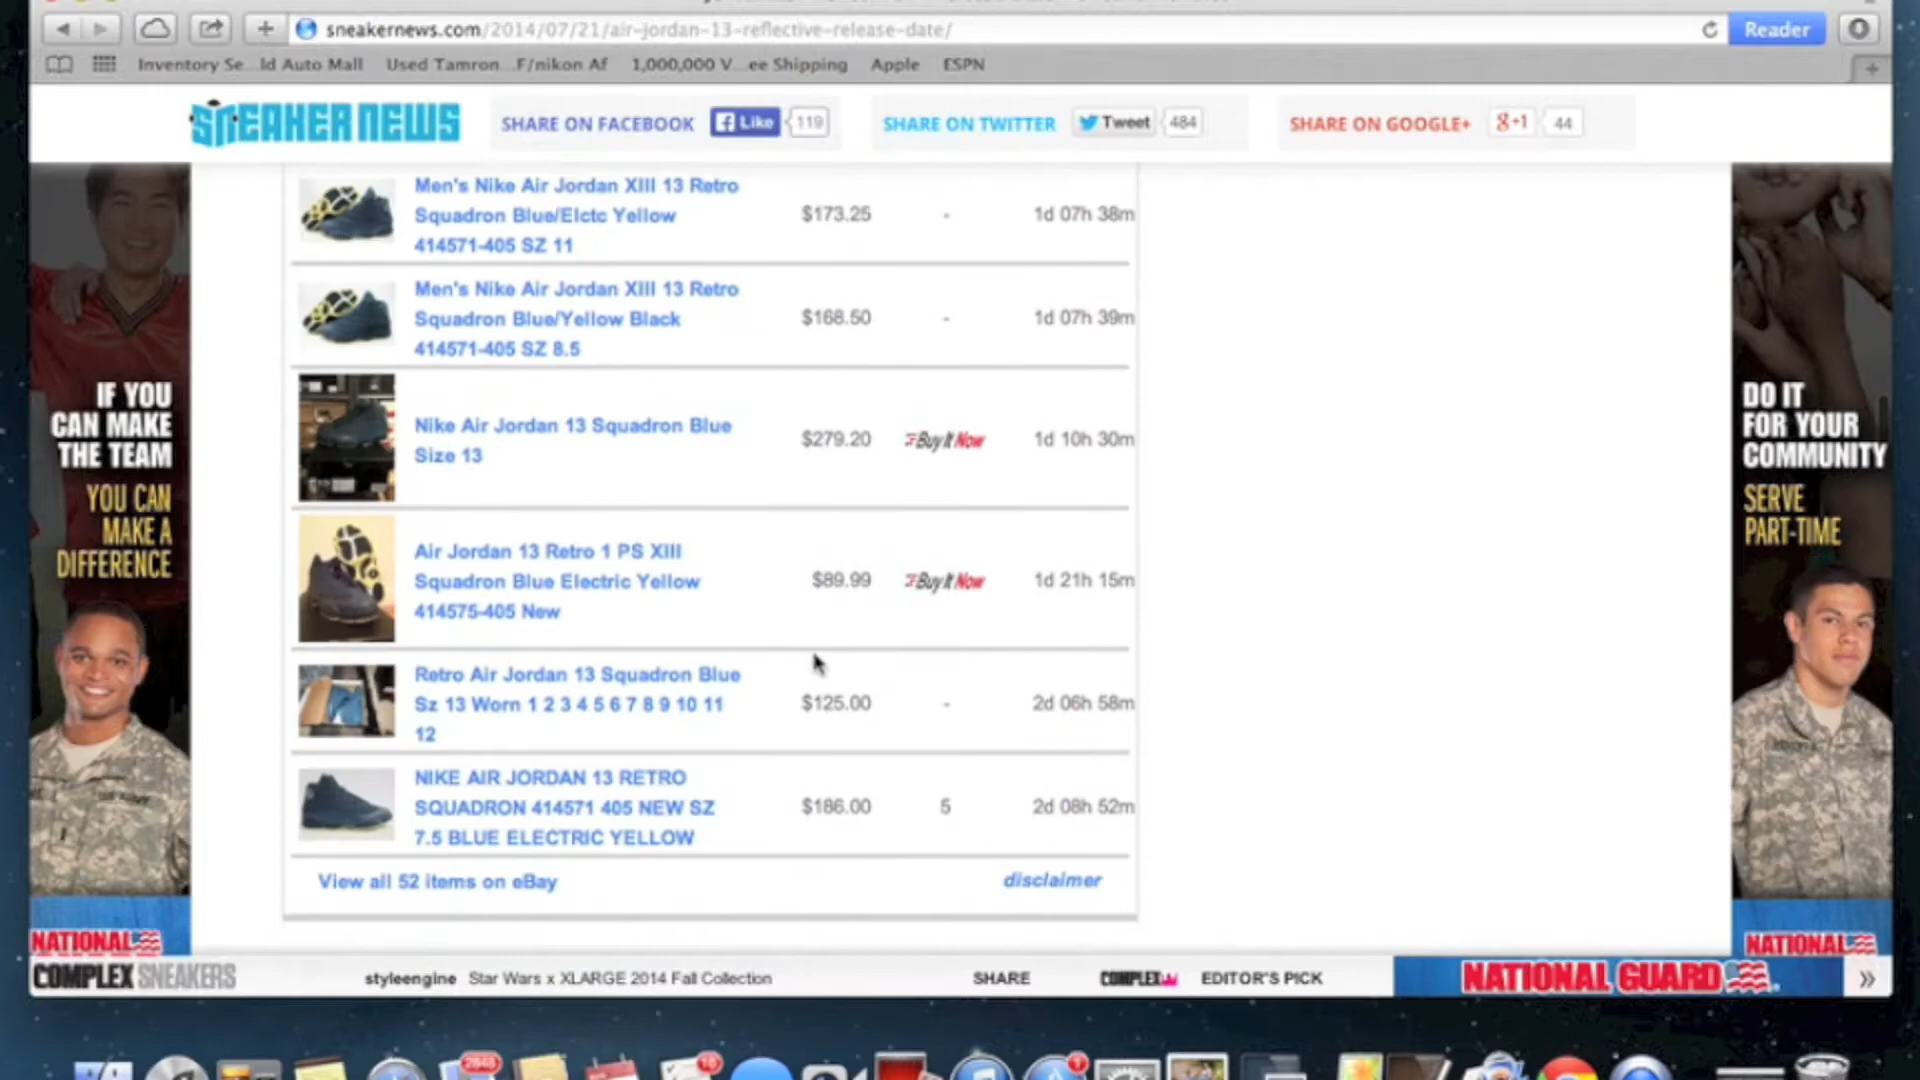 sneakernews.com/2014/07/21/air-jordan-13-reflective-release-date/
Reader
Inventory Se...ld Auto Mall Used Tamron ...F/nikon Af 1,000,000 V...ee Shipping Apple ESPN
SNEAKER NEWS
SHARE ON FACEBOOK Like 119
SHARE ON TWITTER Tweet 484
SHARE ON GOOGLE+ g+1 44
Men's Nike Air Jordan XIII 13 Retro
Squadron Blue/Elctc Yellow
414571-405 SZ 11
$173.25 - 1d 07h 38m
Men's Nike Air Jordan XIII 13 Retro
Squadron Blue/Yellow Black
414571-405 SZ 8.5
$168.50 - 1d 07h 39m
Nike Air Jordan 13 Squadron Blue
Size 13
$279.20 Buy It Now 1d 10h 30m
Air Jordan 13 Retro 1 PS XIII
Squadron Blue Electric Yellow
414575-405 New
$89.99 Buy It Now 1d 21h 15m
Retro Air Jordan 13 Squadron Blue
Sz 13 Worn 1 2 3 4 5 6 7 8 9 10 11
12
$125.00 - 2d 06h 58m
NIKE AIR JORDAN 13 RETRO
SQUADRON 414571 405 NEW SZ
7.5 BLUE ELECTRIC YELLOW
$186.00 5 2d 08h 52m
View all 52 items on eBay
disclaimer
IF YOU
CAN MAKE
THE TEAM
YOU CAN
MAKE A
DIFFERENCE
NATIONAL
DO IT
FOR YOUR
COMMUNITY
SERVE
PART-TIME
NATIONAL
COMPLEX SNEAKERS
styleengine Star Wars x XLARGE 2014 Fall Collection
SHARE
COMPLEX EDITOR'S PICK
NATIONAL GUARD
»
2848
1